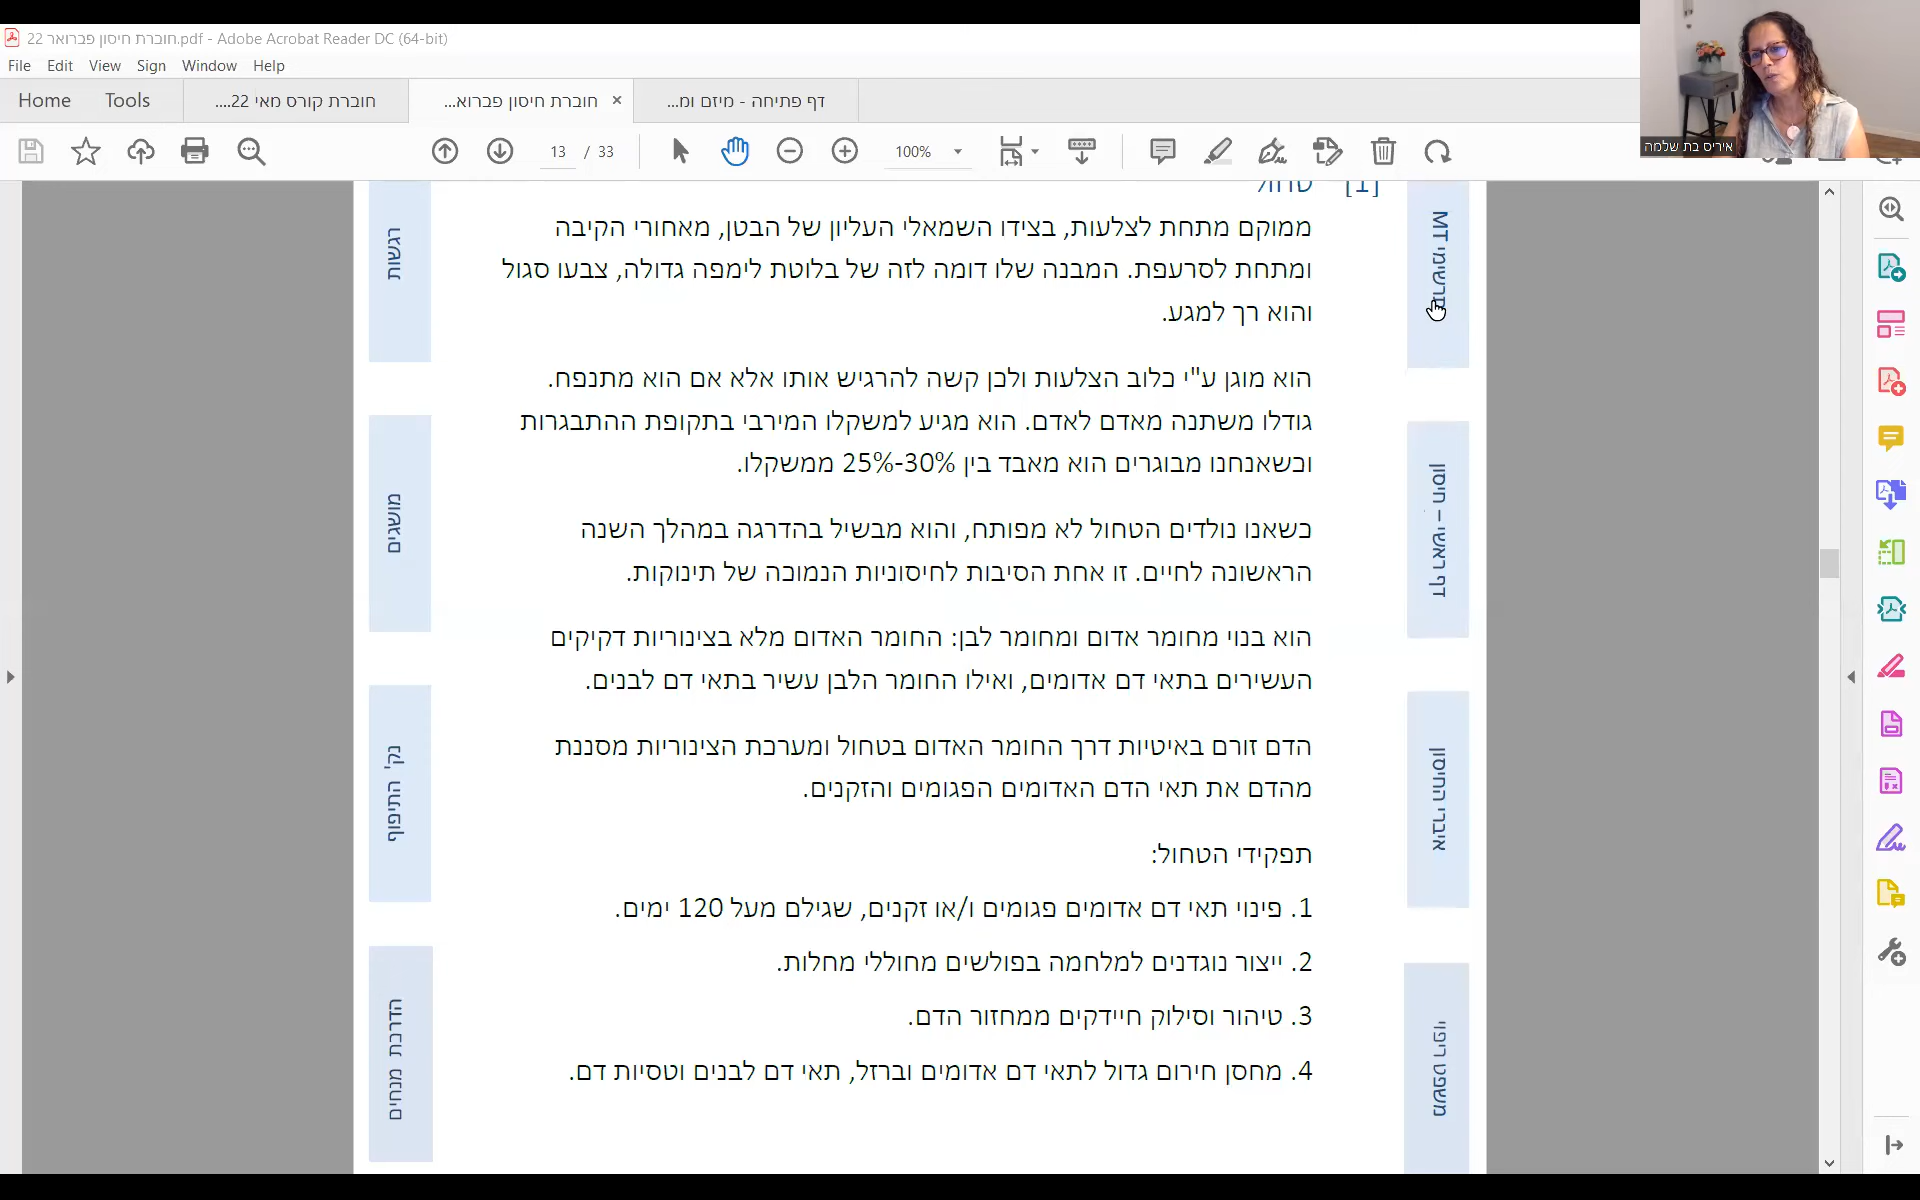 חוברת חיסון פברואר 22.pdf - Adobe Acrobat Reader DC (64-bit)
File Edit View Sign Window Help
Home Tools
חוברת קורס מאי 22....
חוברת חיסון פברוא...
דף פתיחה - מיזם ומ...
13 / 33
100%
איריס בת שלמה
[1] טחול
ממוקם מתחת לצלעות, בצידו השמאלי העליון של הבטן, מאחורי הקיבה
ומתחת לסרעפת. המבנה שלו דומה לזה של בלוטת לימפה גדולה, צבעו סגול
והוא רך למגע.
הוא מוגן ע"י כלוב הצלעות ולכן קשה להרגיש אותו אלא אם הוא מתנפח.
גודלו משתנה מאדם לאדם. הוא מגיע למשקלו המירבי בתקופת ההתבגרות
וכשאנחנו מבוגרים הוא מאבד בין 25%-30% ממשקלו.
כשאנו נולדים הטחול לא מפותח, והוא מבשיל בהדרגה במהלך השנה
הראשונה לחיים. זו אחת הסיבות לחיסוניות הנמוכה של תינוקות.
הוא בנוי מחומר אדום ומחומר לבן: החומר האדום מלא בצינוריות דקיקים
העשירים בתאי דם אדומים, ואילו החומר הלבן עשיר בתאי דם לבנים.
הדם זורם באיטיות דרך החומר האדום בטחול ומערכת הצינוריות מסננת
מהדם את תאי הדם האדומים הפגומים והזקנים.
תפקידי הטחול:
1. פינוי תאי דם אדומים פגומים ו/או זקנים, שגילם מעל 120 ימים.
2. ייצור נוגדנים למלחמה בפולשים מחוללי מחלות.
3. טיהור וסילוק חיידקים ממחזור הדם.
4. מחסן חירום גדול לתאי דם אדומים וברזל, תאי דם לבנים וטסיות דם.
תרשימי MT
דף ראשי – חיסון
איברי החיסון
משפט ריפוי
רגשות
מושגים
נק' התיפוף
הדרכת מנחים